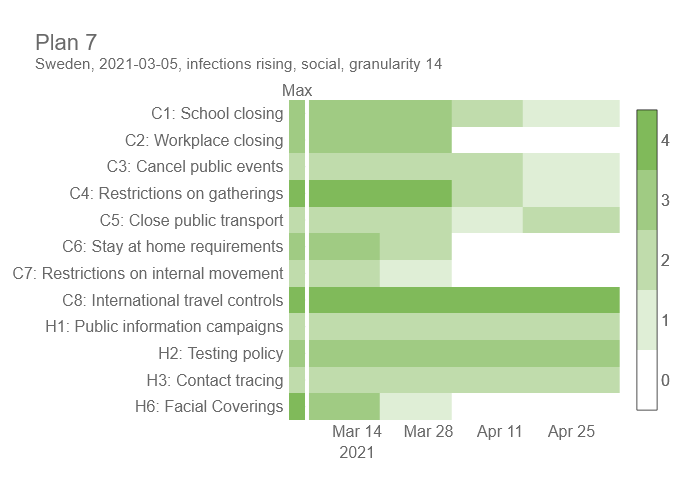 Plan 7
Sweden, 2021-03-05, infections rising, social, granularity 14
Max
C1: School closing
C2: Workplace closing
C3: Cancel public events
C4: Restrictions on gatherings
C5: Close public transport
C6: Stay at home requirements
C7: Restrictions on internal movement
C8: International travel controls
H1: Public information campaigns
H2: Testing policy
H3: Contact tracing
H6: Facial Coverings
Mar 14 Mar 28 Apr 11 Apr 25
2021
4
3
2
1
0